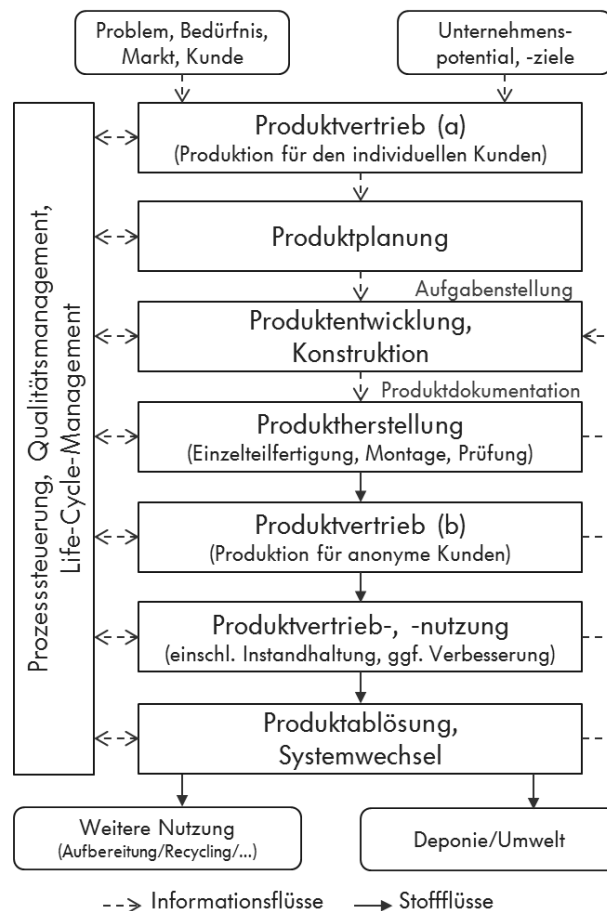 Problem, Bedürfnis,
Markt, Kunde
Unternehmens-
potential, -ziele
Prozesssteuerung, Qualitätsmanagement,
Life-Cycle-Management
Produktvertrieb (a)
(Produktion für den individuellen Kunden)
Produktplanung
Aufgabenstellung
Produktentwicklung,
Konstruktion
Produktdokumentation
Produktherstellung
(Einzelteilfertigung, Montage, Prüfung)
Produktvertrieb (b)
(Produktion für anonyme Kunden)
Produktvertrieb-, -nutzung
(einschl. Instandhaltung, ggf. Verbesserung)
Produktablösung,
Systemwechsel
Weitere Nutzung
(Aufbereitung/Recycling/...)
Deponie/Umwelt
Informationsflüsse
Stoffflüsse